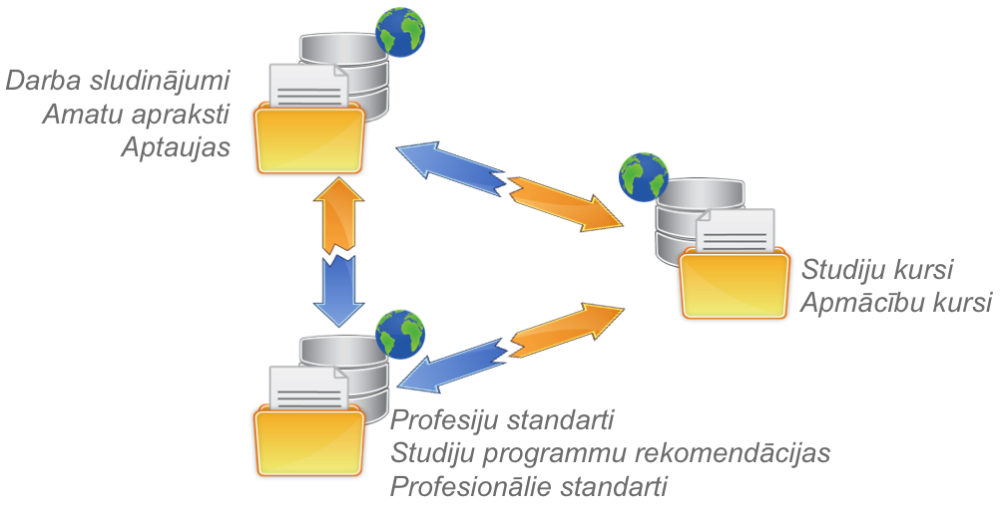 Darba sludinājumi
Amatu apraksti
Aptaujas
Studiju kursi
Apmācību kursi
Profesiju standarti
Studiju programmu rekomendācijas
Profesionālie standarti